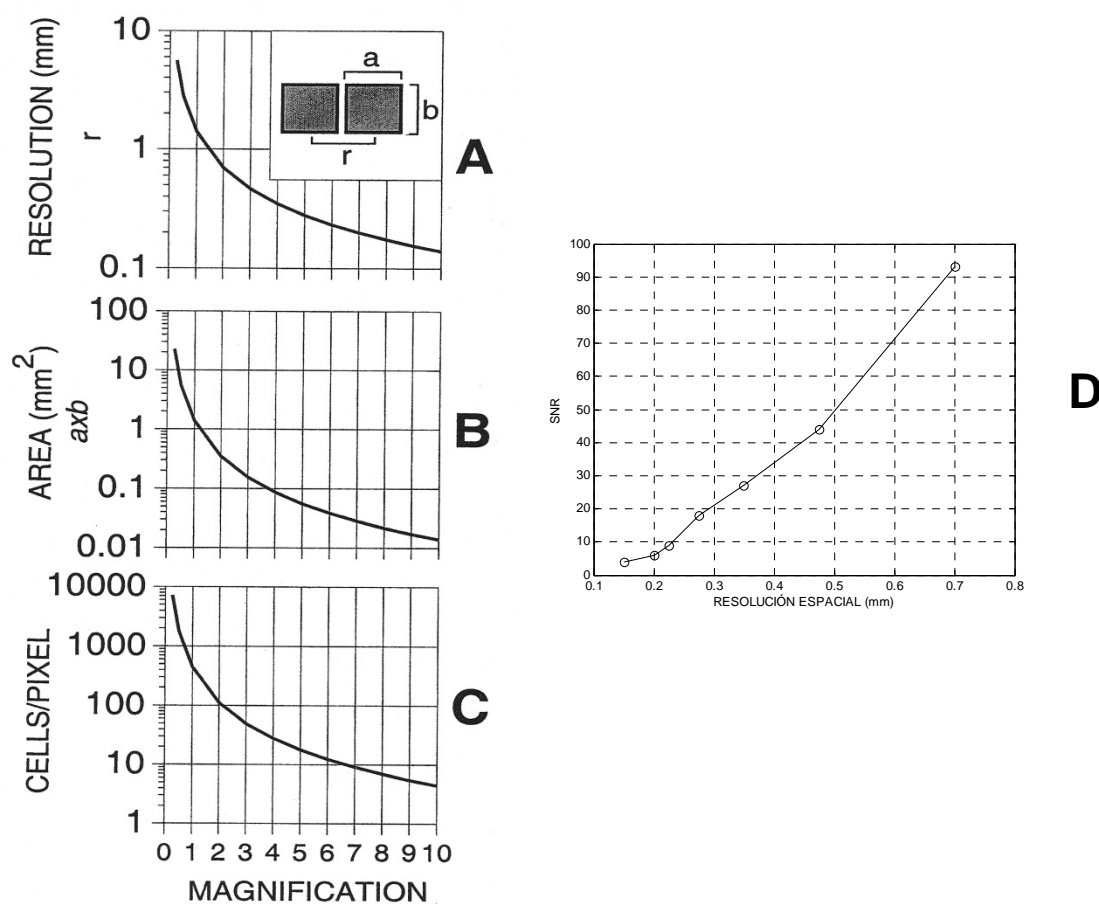 RESOLUTION (mm)
r
10
1
0.1
a
b
r
A
AREA (mm²)
axb
100
10
1
0.1
0.01
B
CELLS/PIXEL
10000
1000
100
10
1
C
0 1 2 3 4 5 6 7 8 9 10
MAGNIFICATION
SNR
100
90
80
70
60
50
40
30
20
10
0
0.1 0.2 0.3 0.4 0.5 0.6 0.7 0.8
RESOLUCIÓN ESPACIAL (mm)
D